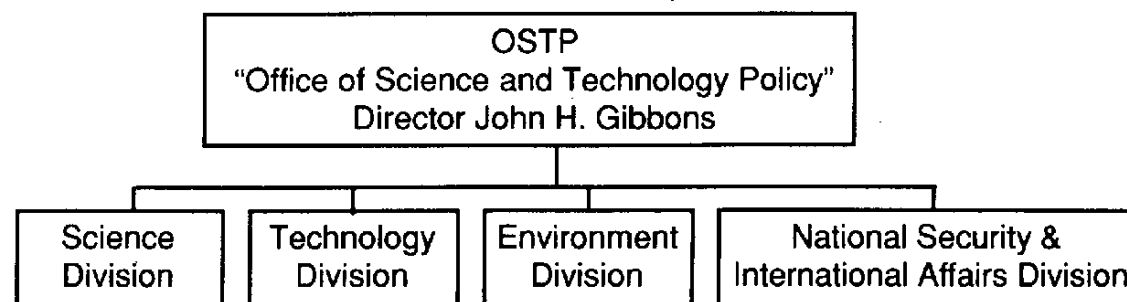 OSTP
“Office of Science and Technology Policy”
Director John H. Gibbons
Science
Division
Technology
Division
Environment
Division
National Security &
International Affairs Division